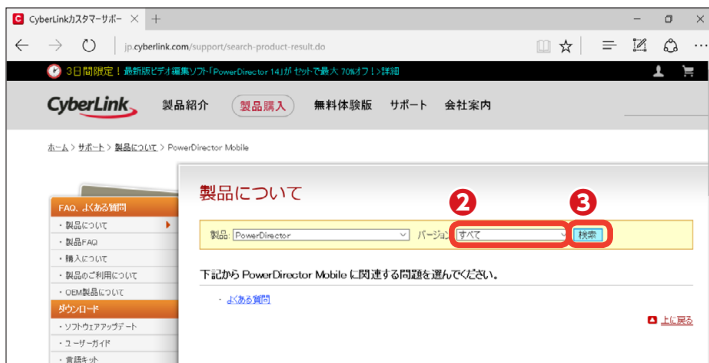 CyberLinkカスタマーサポー
jp.cyberlink.com/support/search-product-result.do
3日間限定！最新版ビデオ編集ソフト「PowerDirector 14」が セットで最大 70%オフ！>詳細
CyberLink 製品紹介 製品購入 無料体験版 サポート 会社案内
ホーム > サポート > 製品について > PowerDirector Mobile
製品について
FAQ、よくある質問
・製品について
・製品FAQ
・購入について
・製品のご利用について
・OEM製品について
ダウンロード
・ソフトウェアアップデート
・ユーザーガイド
・言語キット
2 3
製品: PowerDirector バージョン: すべて 検索
下記から PowerDirector Mobile に関連する問題を選んでください。
・よくある質問
上に戻る